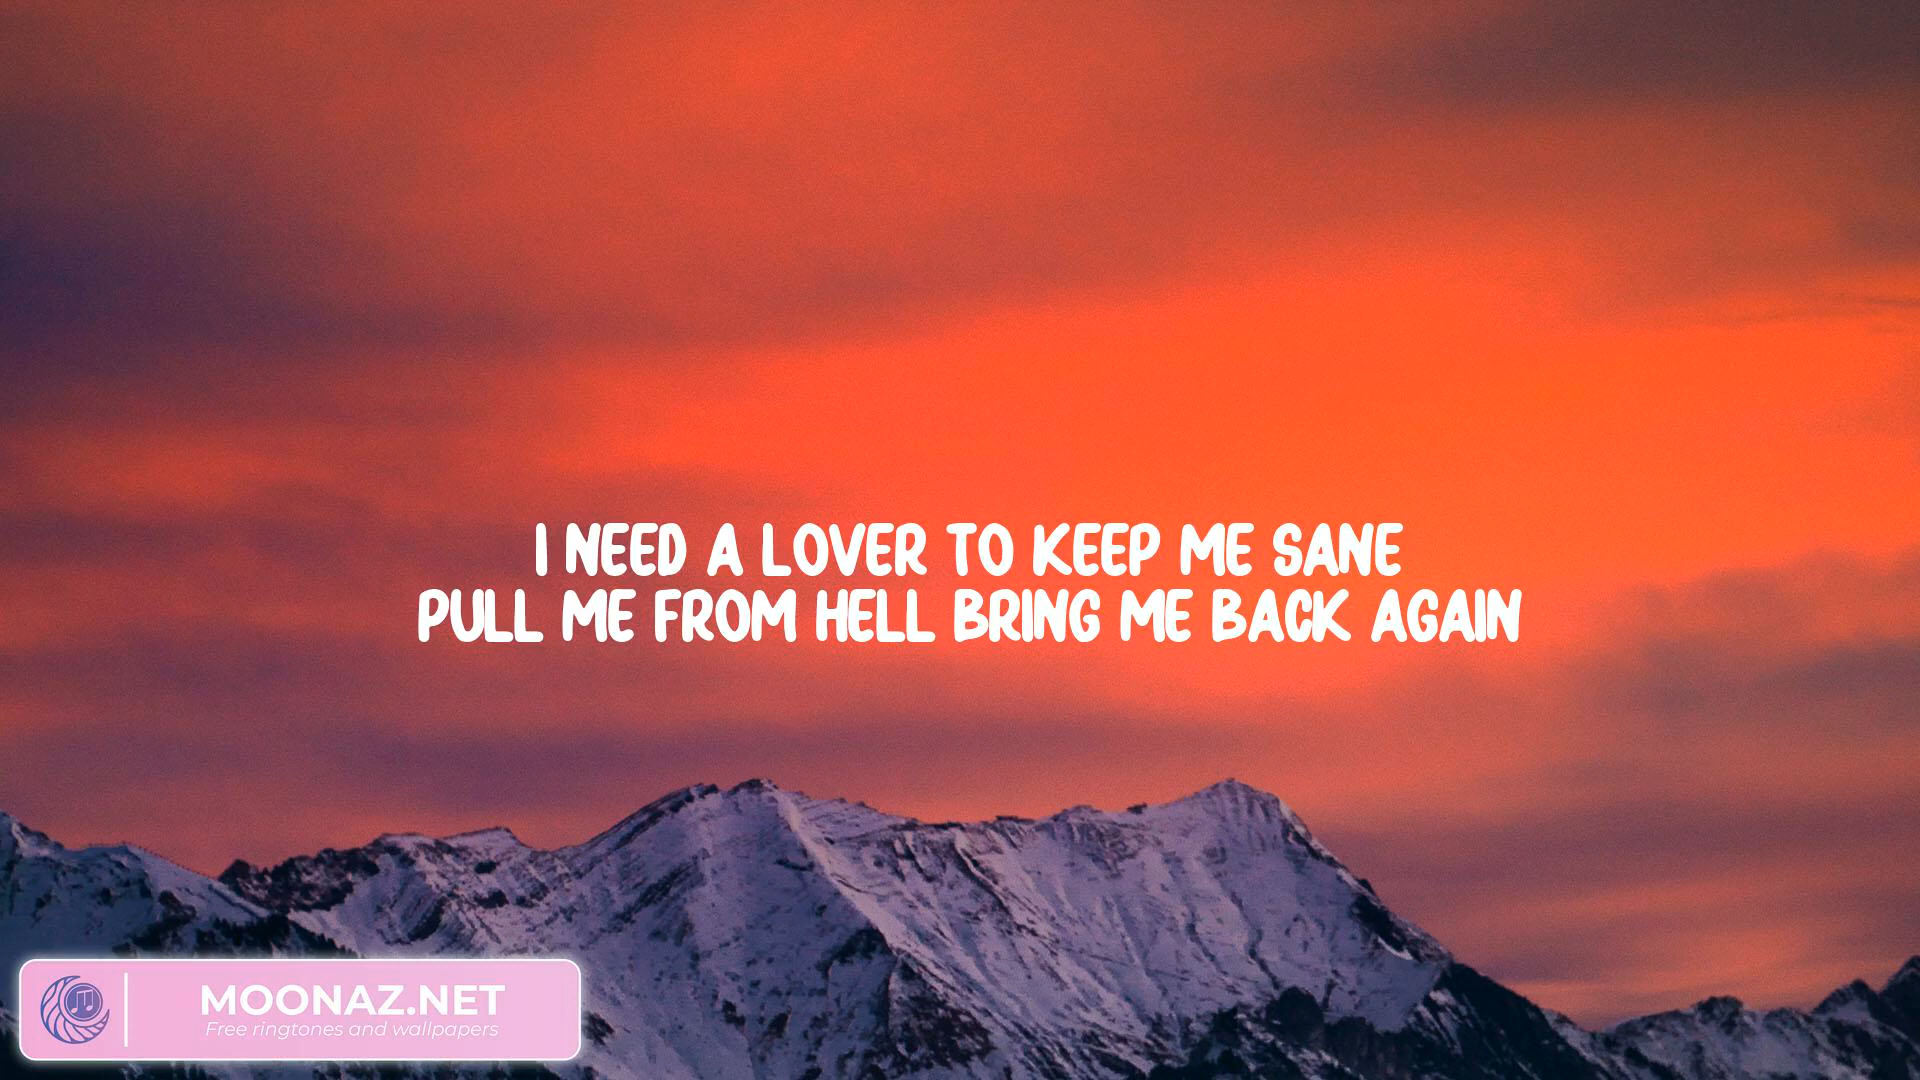 I NEED A LOVER TO KEEP ME SANE
PULL ME FROM HELL BRING ME BACK AGAIN
MOONAZ.NET
Free ringtones and wallpapers